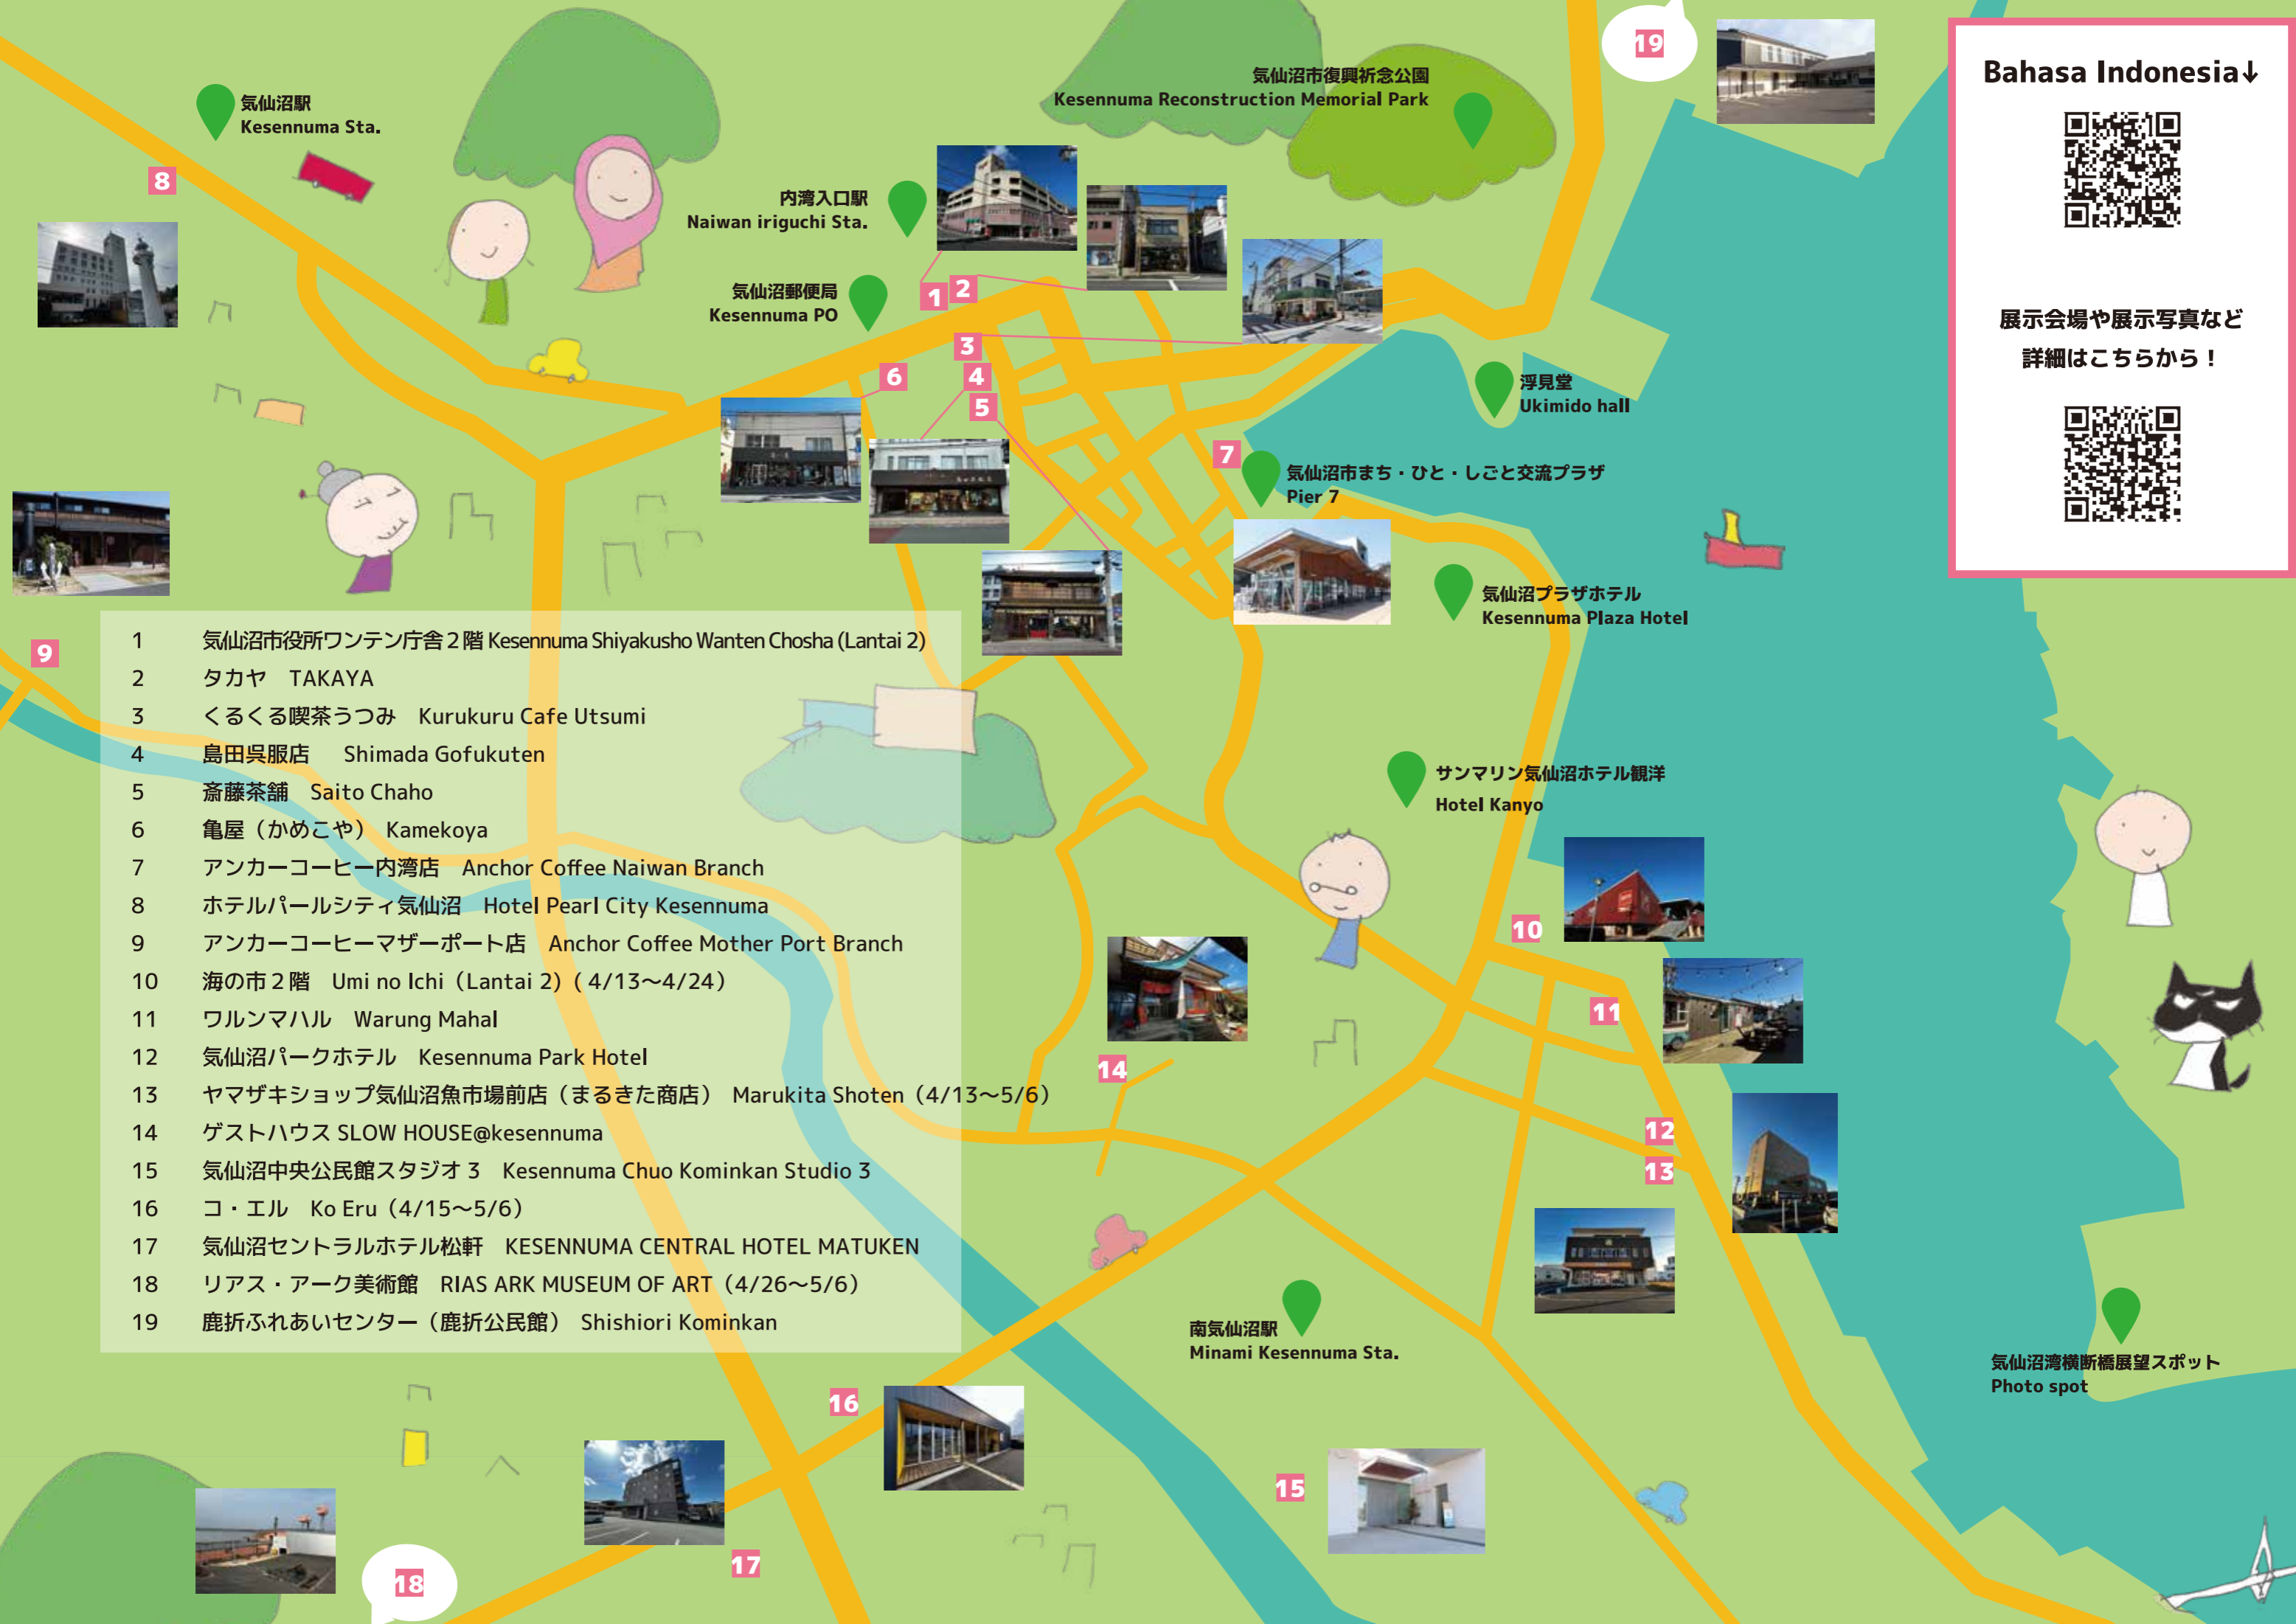 19
Bahasa Indonesia↓
展示会場や展示写真など
詳細はこちらから！
気仙沼駅
Kesennuma Sta.
8
気仙沼市復興祈念公園
Kesennuma Reconstruction Memorial Park
内湾入口駅
Naiwan iriguchi Sta.
気仙沼郵便局
Kesennuma PO
1
2
3
4
5
6
浮見堂
Ukimido hall
7
気仙沼市まち・ひと・しごと交流プラザ
Pier 7
気仙沼プラザホテル
Kesennuma Plaza Hotel
9
サンマリン気仙沼ホテル観洋
Hotel Kanyo
1 気仙沼市役所ワンテン庁舎２階 Kesennuma Shiyakusho Wanten Chosha (Lantai 2)
2 タカヤ　TAKAYA
3 くるくる喫茶うつみ　Kurukuru Cafe Utsumi
4 島田呉服店　Shimada Gofukuten
5 斎藤茶舗　Saito Chaho
6 亀屋（かめこや）　Kamekoya
7 アンカーコーヒー内湾店　Anchor Coffee Naiwan Branch
8 ホテルパールシティ気仙沼　Hotel Pearl City Kesennuma
9 アンカーコーヒーマザーポート店　Anchor Coffee Mother Port Branch
10 海の市２階　Umi no Ichi（Lantai 2)（4/13～4/24）
11 ワルンマハル　Warung Mahal
12 気仙沼パークホテル　Kesennuma Park Hotel
13 ヤマザキショップ気仙沼魚市場前店（まるきた商店）　Marukita Shoten（4/13～5/6）
14 ゲストハウス SLOW HOUSE@kesennuma
15 気仙沼中央公民館スタジオ３　Kesennuma Chuo Kominkan Studio 3
16 コ・エル　Ko Eru（4/15～5/6）
17 気仙沼セントラルホテル松軒　KESENNUMA CENTRAL HOTEL MATUKEN
18 リアス・アーク美術館　RIAS ARK MUSEUM OF ART（4/26～5/6）
19 鹿折ふれあいセンター（鹿折公民館）　Shishiori Kominkan
10
11
14
12
13
南気仙沼駅
Minami Kesennuma Sta.
気仙沼湾横断橋展望スポット
Photo spot
16
15
17
18